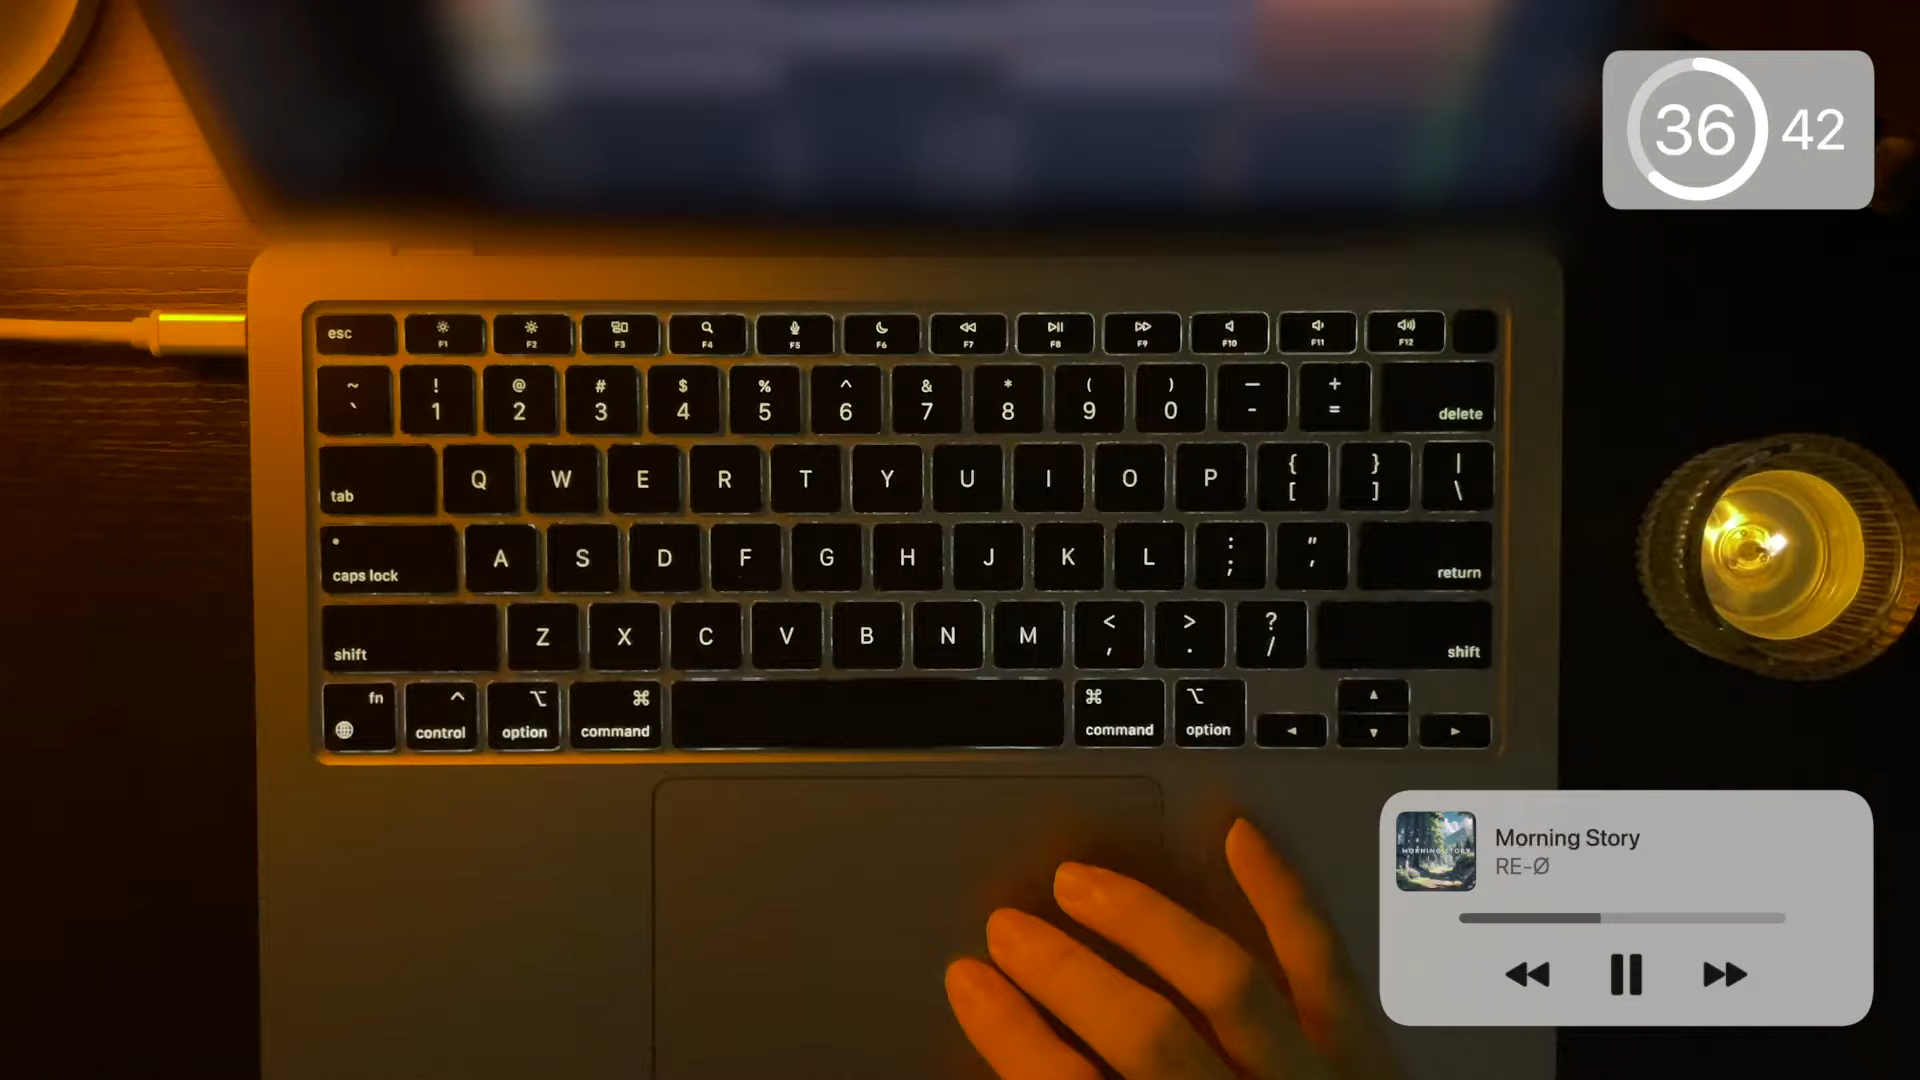 36 42
esc F1 F2 F3 F4 F5 F6 F7 F8 F9 F10 F11 F12
~ ! @ # $ % ^ & * ( ) — +
` 1 2 3 4 5 6 7 8 9 0 - = delete
tab Q W E R T Y U I O P { [ } ] | \
caps lock A S D F G H J K L : ; " ' return
shift Z X C V B N M < , > . ? / shift
fn ^ ⌥ ⌘ ⌘ ⌥ ▲
control option command command option ◄ ▼ ►
MORNING STORY
Morning Story
RE-Ø